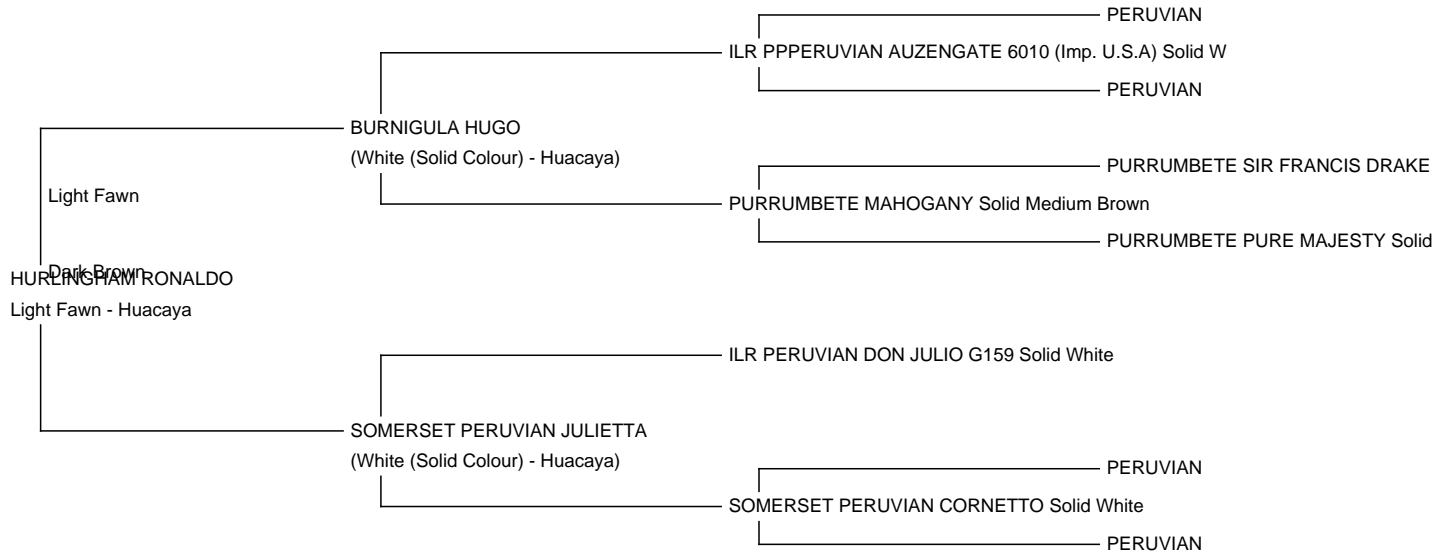 PERUVIAN
ILR PPPERUVIAN AUZENGATE 6010 (Imp. U.S.A) Solid W
PERUVIAN
BURNIGULA HUGO
(White (Solid Colour) - Huacaya)
PURRUMBETE SIR FRANCIS DRAKE
Light Fawn
PURRUMBETE MAHOGANY Solid Medium Brown
PURRUMBETE PURE MAJESTY Solid
Dark Brown
HURLINGHAM RONALDO
Light Fawn - Huacaya
ILR PERUVIAN DON JULIO G159 Solid White
SOMERSET PERUVIAN JULIETTA
(White (Solid Colour) - Huacaya)
PERUVIAN
SOMERSET PERUVIAN CORNETTO Solid White
PERUVIAN